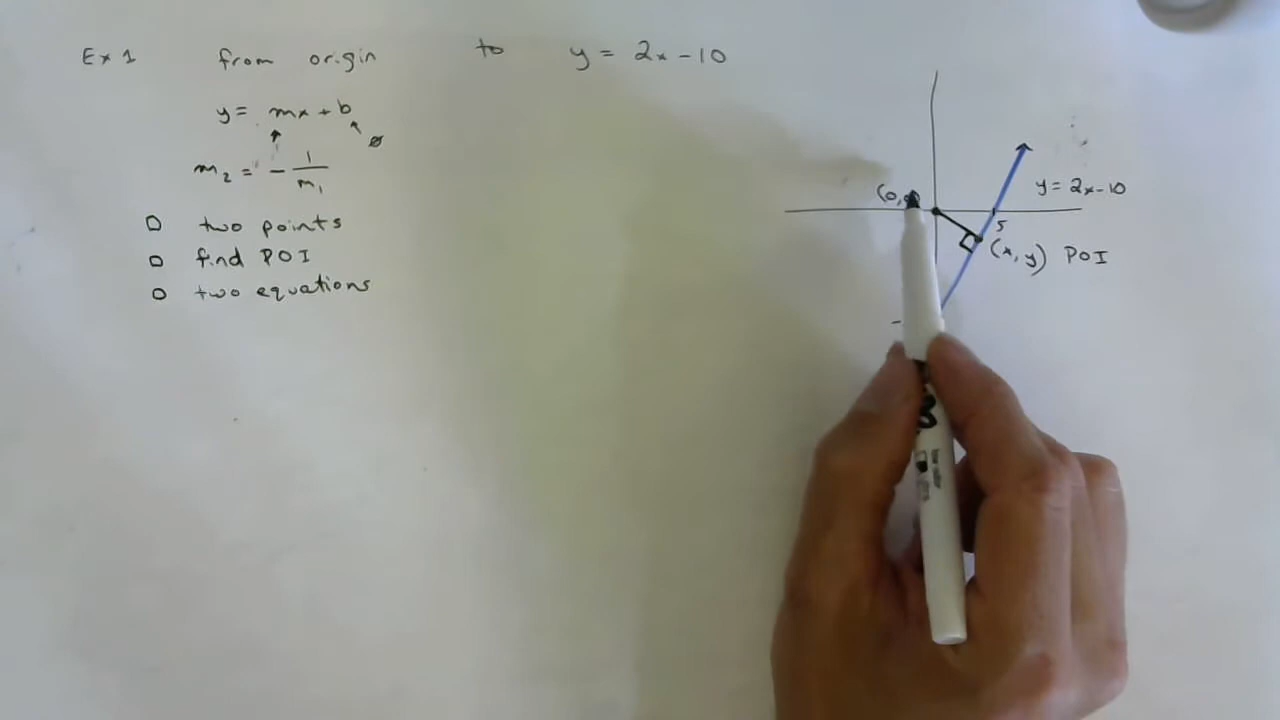 Ex 1 from origin to y = 2x - 10
y = mx + b
ø
m₂ = - 1/m₁
□ two points
□ find POI
□ two equations
(0,
y = 2x - 10
5
(x, y) POI
-